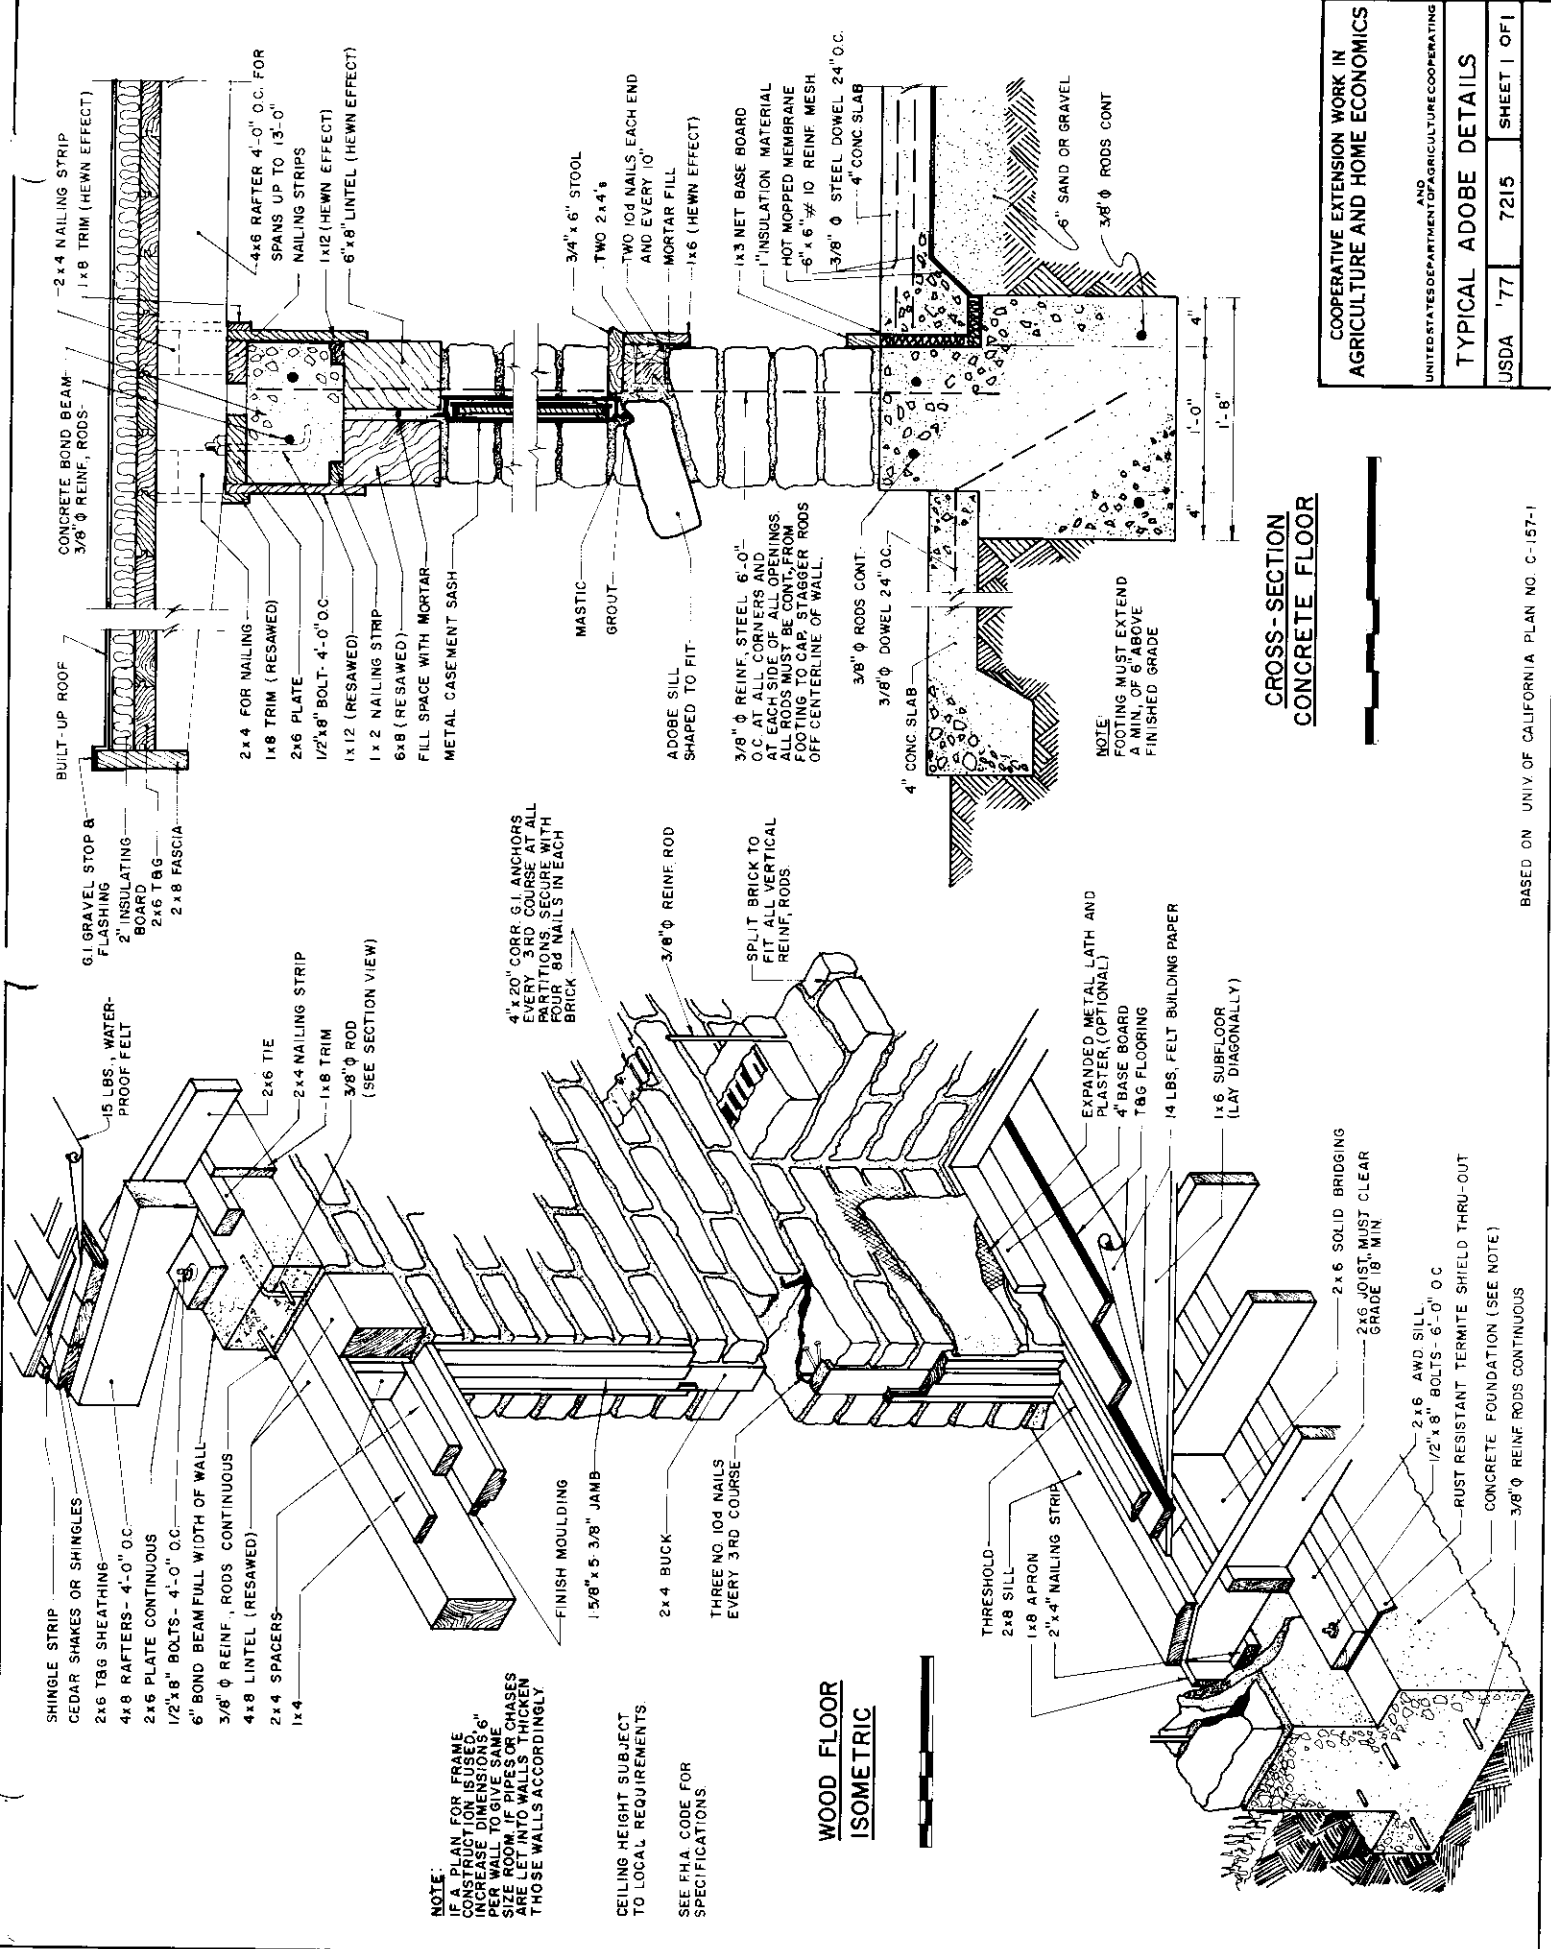 SHINGLE STRIP
CEDAR SHAKES OR SHINGLES
2x6 T&G SHEATHING
4x8 RAFTERS - 4'-0" O.C.
2x6 PLATE CONTINUOUS
1/2"x8" BOLTS - 4'-0" O.C.
6" BOND BEAM FULL WIDTH OF WALL
3/8" φ REINF., RODS CONTINUOUS
4x8 LINTEL (RESAWED)
2x4 SPACERS
1x4
15 LBS., WATER-
PROOF FELT
2x6 TIE
2x4 NAILING STRIP
1x8 TRIM
3/8" φ ROD
(SEE SECTION VIEW)
NOTE:
IF A PLAN FOR FRAME
CONSTRUCTION IS USED,
INCREASE DIMENSIONS 6"
PER WALL TO GIVE SAME
SIZE ROOM. IF PIPES OR CHASES
ARE LET INTO WALLS THICKEN
THOSE WALLS ACCORDINGLY.
CEILING HEIGHT SUBJECT
TO LOCAL REQUIREMENTS.
SEE F.H.A. CODE FOR
SPECIFICATIONS.
FINISH MOULDING
1 5/8" x 5 3/8" JAMB
2x4 BUCK
THREE NO. 10d NAILS
EVERY 3RD COURSE
4"x20" CORR. G.I. ANCHORS
EVERY 3RD COURSE AT ALL
PARTITIONS. SECURE WITH
FOUR 8d NAILS IN EACH
BRICK
3/8" φ REINF. ROD
SPLIT BRICK TO
FIT ALL VERTICAL
REINF, RODS.
THRESHOLD
2x8 SILL
1x8 APRON
2"x4" NAILING STRIP
EXPANDED METAL LATH AND
PLASTER, (OPTIONAL)
4" BASE BOARD
T&G FLOORING
14 LBS, FELT BUILDING PAPER
1x6 SUBFLOOR
(LAY DIAGONALLY)
2x6 SOLID BRIDGING
2x6 JOIST, MUST CLEAR
GRADE 18" MIN.
2x6 AWD. SILL
1/2"x8" BOLTS - 6'-0" O.C
RUST RESISTANT TERMITE SHIELD THRU-OUT
CONCRETE FOUNDATION (SEE NOTE)
3/8" φ REINF RODS CONTINUOUS
WOOD FLOOR
ISOMETRIC
BUILT-UP ROOF
G.I. GRAVEL STOP &
FLASHING
2" INSULATING
BOARD
2x6 T&G
2x8 FASCIA
CONCRETE BOND BEAM
3/8" φ REINF, RODS
2x4 NAILING STRIP
1x8 TRIM (HEWN EFFECT)
2x4 FOR NAILING
1x8 TRIM (RESAWED)
2x6 PLATE
1/2"x8" BOLT- 4'-0" O.C.
1x12 (RESAWED)
1x2 NAILING STRIP
6x8 (RESAWED)
FILL SPACE WITH MORTAR
METAL CASEMENT SASH
4x6 RAFTER 4'-0" O.C. FOR
SPANS UP TO 13'-0"
NAILING STRIPS
1x12 (HEWN EFFECT)
6"x8" LINTEL (HEWN EFFECT)
MASTIC
GROUT
ADOBE SILL
SHAPED TO FIT
3/4"x 6" STOOL
TWO 2x4's
TWO 10d NAILS EACH END
AND EVERY 10"
MORTAR FILL
1x6 (HEWN EFFECT)
3/8" φ REINF, STEEL 6'-0"
O.C. AT ALL CORNERS AND
AT EACH SIDE OF ALL OPENINGS.
ALL RODS MUST BE CONT., FROM
FOOTING TO CAP. STAGGER RODS
OFF CENTERLINE OF WALL.
1x3 NET BASE BOARD
1" INSULATION MATERIAL
HOT MOPPED MEMBRANE
6" x 6" # 10 REINF. MESH
3/8" φ STEEL DOWEL 24" O.C.
4" CONC. SLAB
3/8" φ RODS CONT.
3/8" φ DOWEL 24" O.C.
4" CONC. SLAB
6" SAND OR GRAVEL
3/8" φ RODS CONT
4" 1'-0" 4"
1'-8"
NOTE:
FOOTING MUST EXTEND
A MIN, OF 6" ABOVE
FINISHED GRADE
CROSS-SECTION
CONCRETE FLOOR
BASED ON UNIV. OF CALIFORNIA PLAN NO. C-157-1
COOPERATIVE EXTENSION WORK IN
AGRICULTURE AND HOME ECONOMICS
AND
UNITED STATES DEPARTMENT OF AGRICULTURE COOPERATING
TYPICAL ADOBE DETAILS
USDA '77 7215 SHEET 1 OF 1